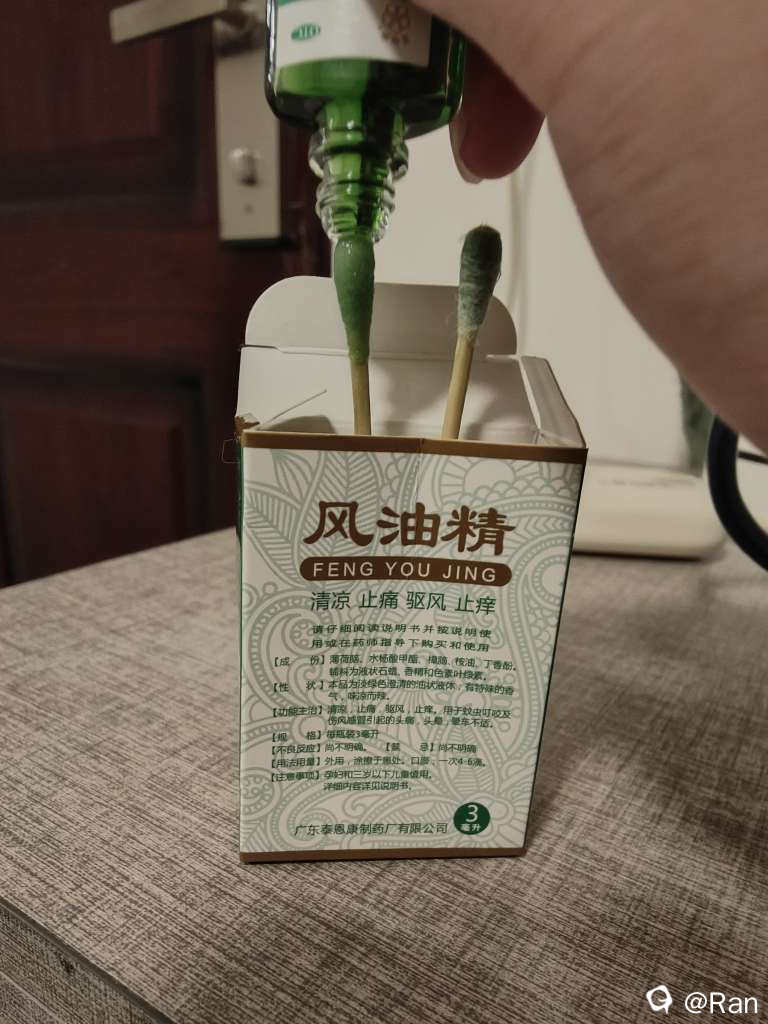 风油精
FENG YOU JING
清凉 止痛 驱风 止痒
请仔细阅读说明书并按说明使
用或在药师指导下购买和使用
【成 份】薄荷脑、水杨酸甲酯、樟脑、桉油、丁香酚。
辅料为液状石蜡、香精和色素叶绿素。
【性 状】本品为淡绿色澄清的油状液体;有特殊的香
气,味凉而辣。
【功能主治】清凉,止痛,驱风,止痒。用于蚊虫叮咬及
伤风感冒引起的头痛,头晕,晕车不适。
【规 格】每瓶装3毫升
【不良反应】尚不明确。 【禁 忌】尚不明确
【用法用量】外用,涂擦于患处。口服,一次4-6滴。
【注意事项】孕妇和三岁以下儿童慎用。
详细内容详见说明书。
广东泰恩康制药厂有限公司
3
毫升
@Ran